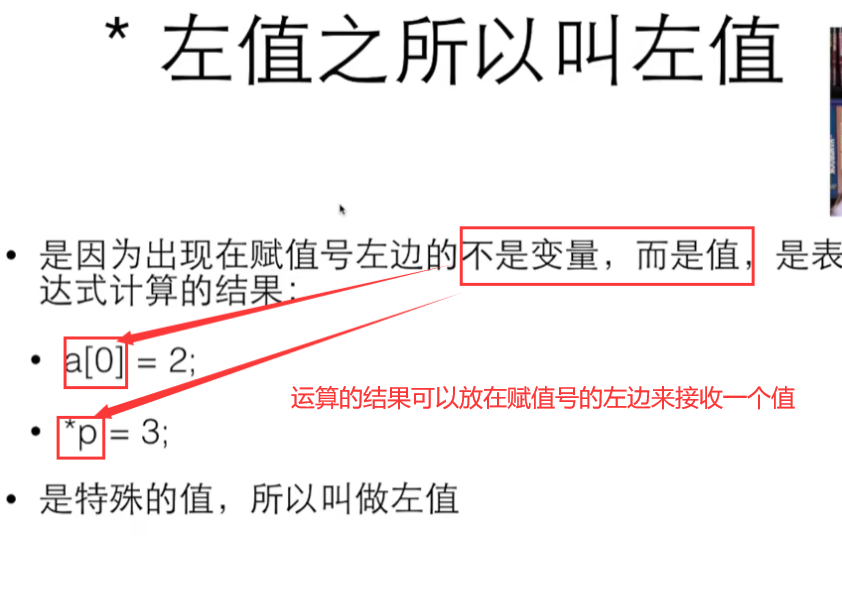 * 左值之所以叫左值
• 是因为出现在赋值号左边的不是变量，而是值，是表
达式计算的结果：
• a[0] = 2;
• *p = 3;
运算的结果可以放在赋值号的左边来接收一个值
• 是特殊的值，所以叫做左值